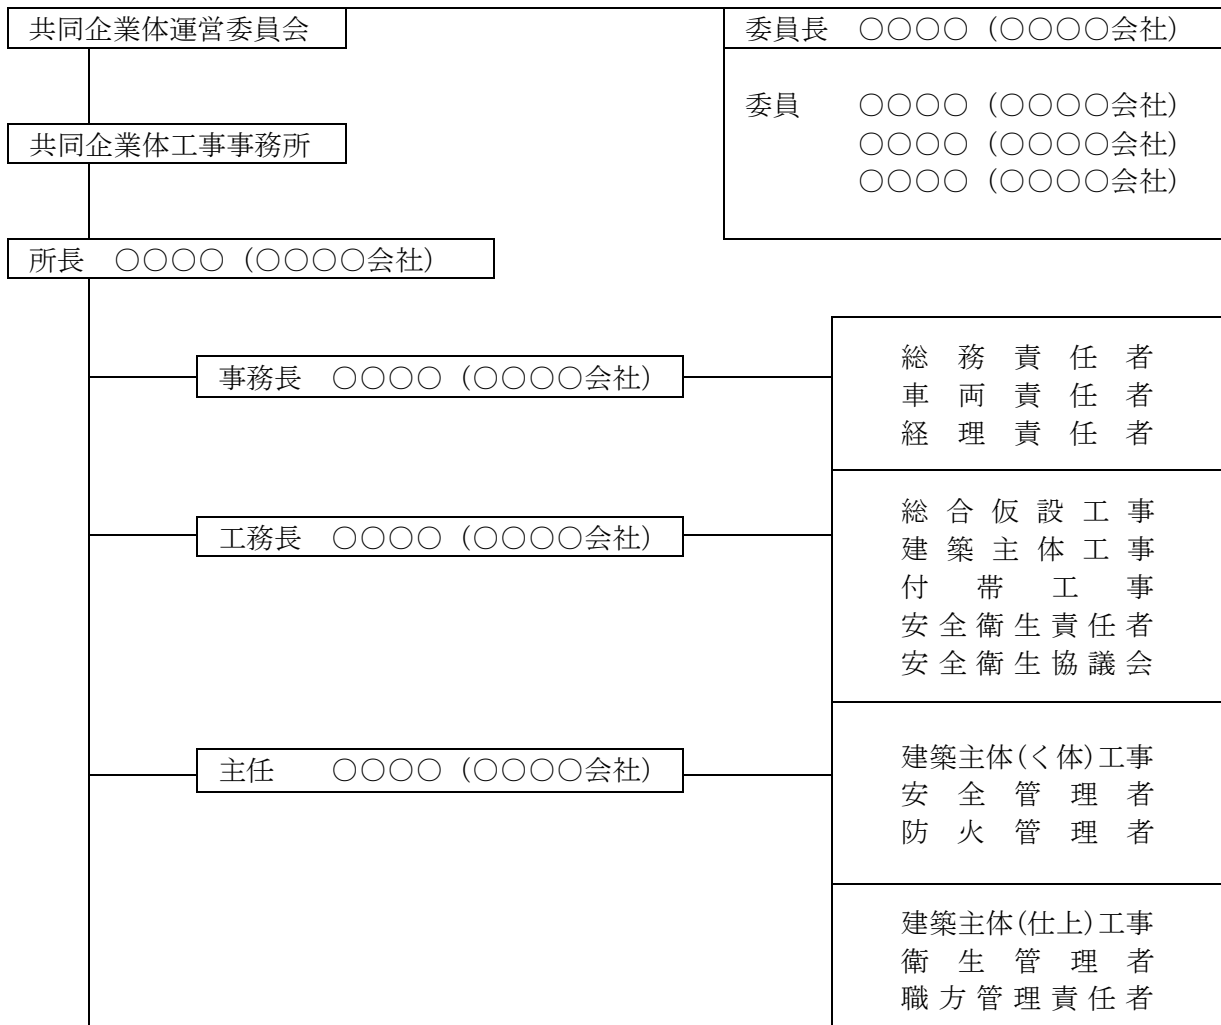 共同企業体運営委員会
委員長　○○○○（○○○○会社）
委員　　○○○○（○○○○会社）
○○○○（○○○○会社）
○○○○（○○○○会社）
共同企業体工事事務所
所長　○○○○（○○○○会社）
事務長　○○○○（○○○○会社）
総務責任者
車両責任者
経理責任者
工務長　○○○○（○○○○会社）
総合仮設工事
建築主体工事
付帯工事
安全衛生責任者
安全衛生協議会
主任　　○○○○（○○○○会社）
建築主体(く体)工事
安全管理者
防火管理者
建築主体(仕上)工事
衛生管理者
職方管理責任者